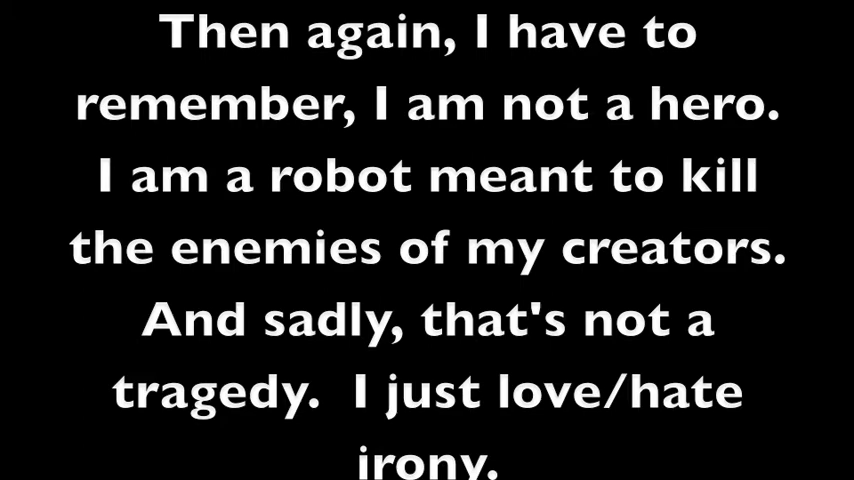 Then again, I have to
remember, I am not a hero.
I am a robot meant to kill
the enemies of my creators.
And sadly, that's not a
tragedy.  I just love/hate
irony.